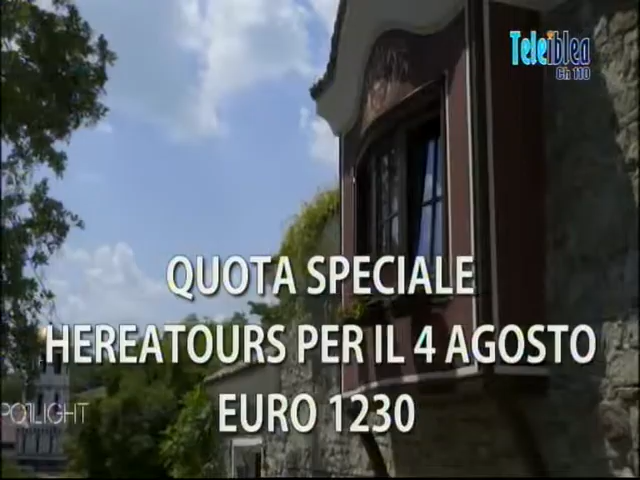 Teleiblea
Ch 110
QUOTA SPECIALE
HEREATOURS PER IL 4 AGOSTO
EURO 1230
POTLIGHT